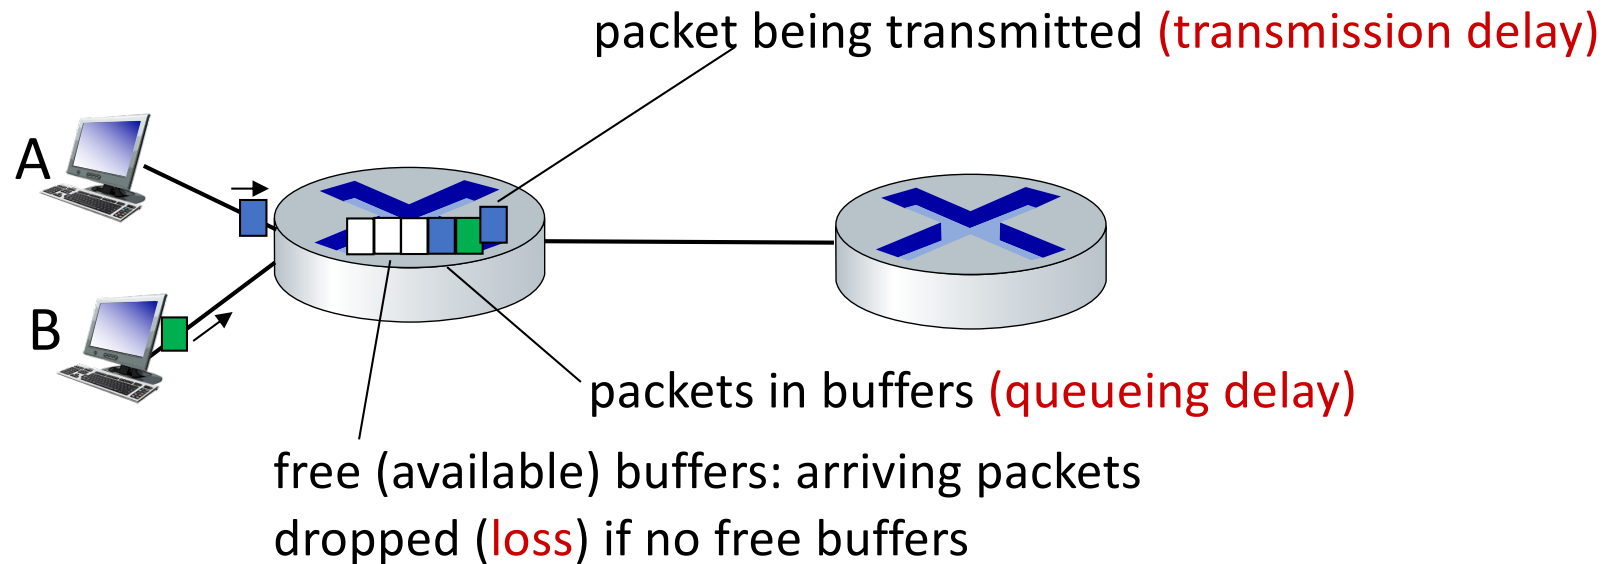 packet being transmitted (transmission delay)
A
B
packets in buffers (queueing delay)
free (available) buffers: arriving packets
dropped (loss) if no free buffers